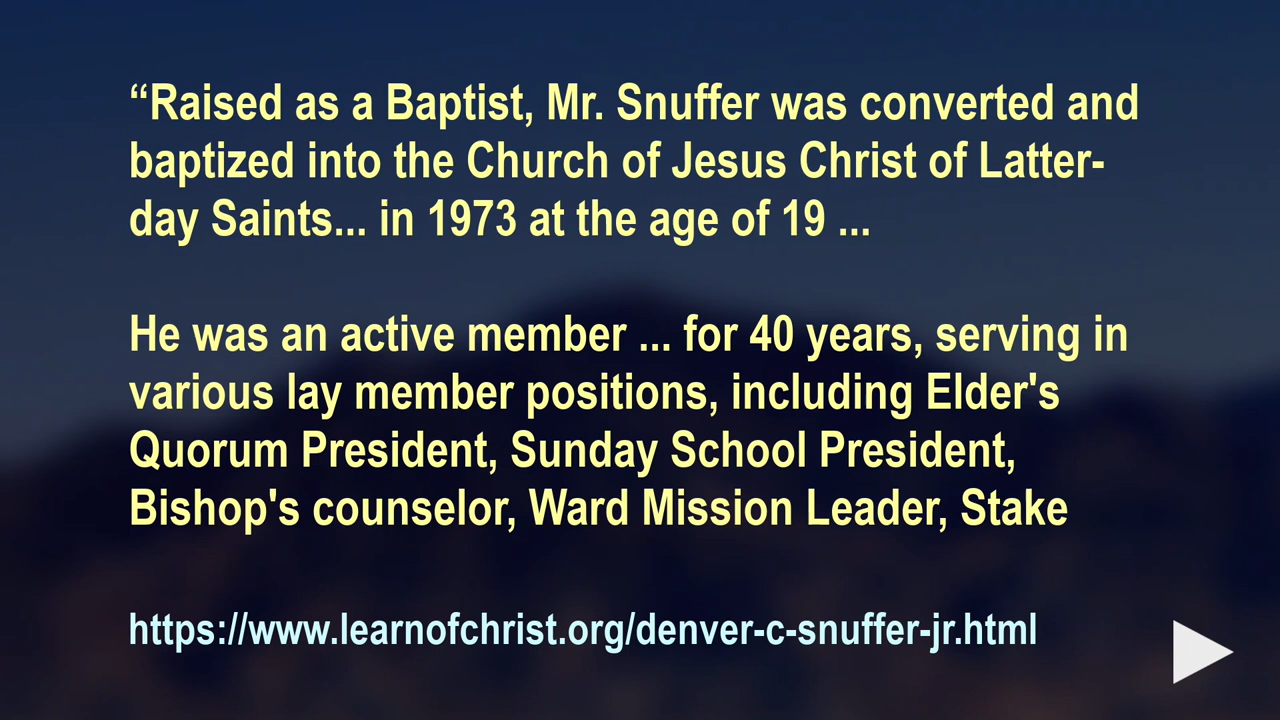 “Raised as a Baptist, Mr. Snuffer was converted and
baptized into the Church of Jesus Christ of Latter-
day Saints... in 1973 at the age of 19 ...
He was an active member ... for 40 years, serving in
various lay member positions, including Elder's
Quorum President, Sunday School President,
Bishop's counselor, Ward Mission Leader, Stake
https://www.learnofchrist.org/denver-c-snuffer-jr.html